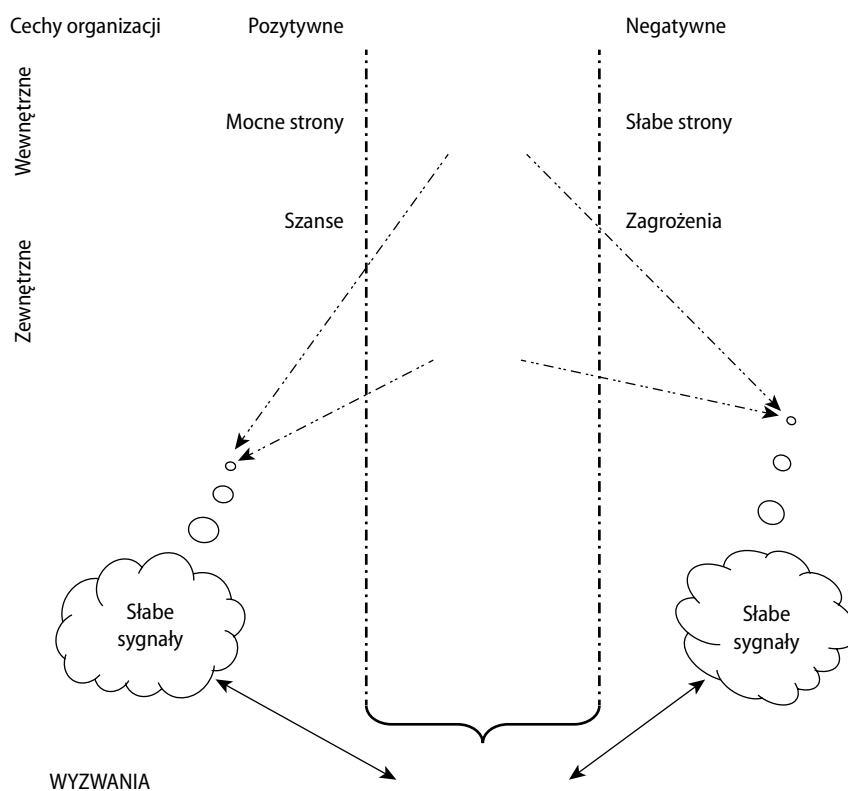 Cechy organizacji Pozytywne Negatywne
Wewnętrzne
Mocne strony Słabe strony
Szanse Zagrożenia
Zewnętrzne
Słabe
sygnały
Słabe
sygnały
WYZWANIA